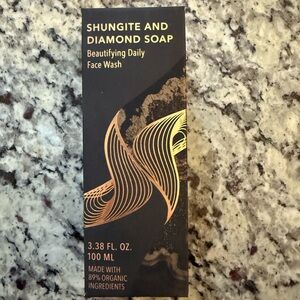 SHUNGITE AND
DIAMOND SOAP
Beautifying Daily
Face Wash
3.38 FL. OZ.
100 ML
MADE WITH
89% ORGANIC
INGREDIENTS